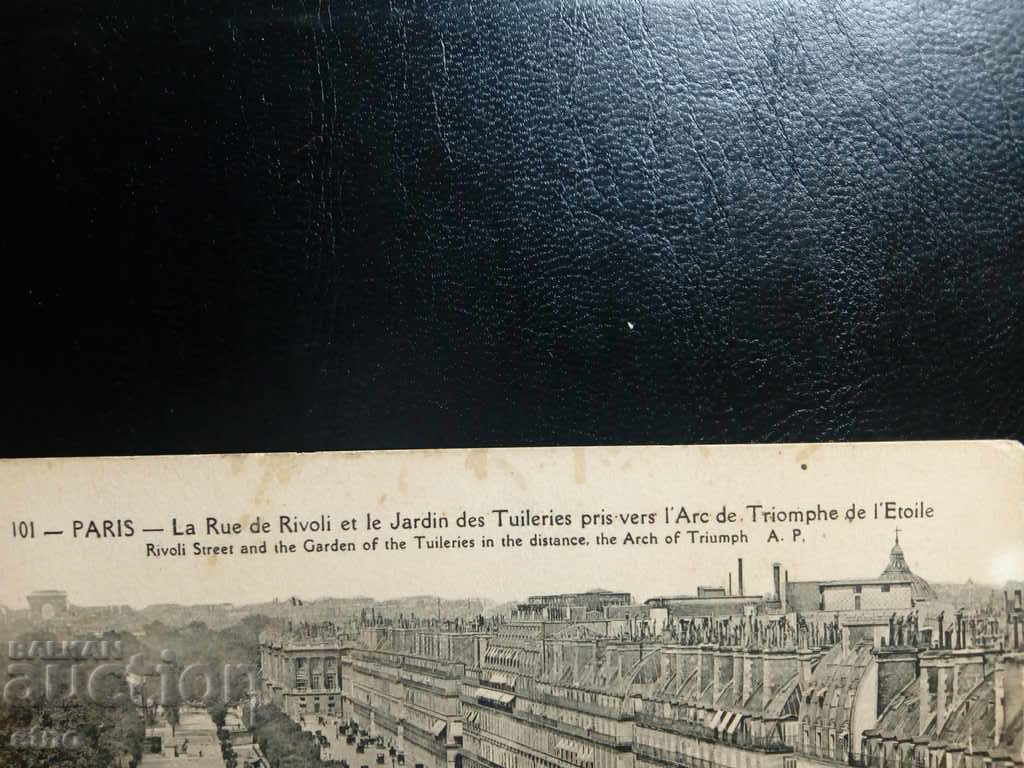 101 — PARIS — La Rue de Rivoli et le Jardin des Tuileries pris vers l'Arc de Triomphe de l'Etoile
Rivoli Street and the Garden of the Tuileries in the distance, the Arch of Triumph A. P.
BALKAN
auction
etno